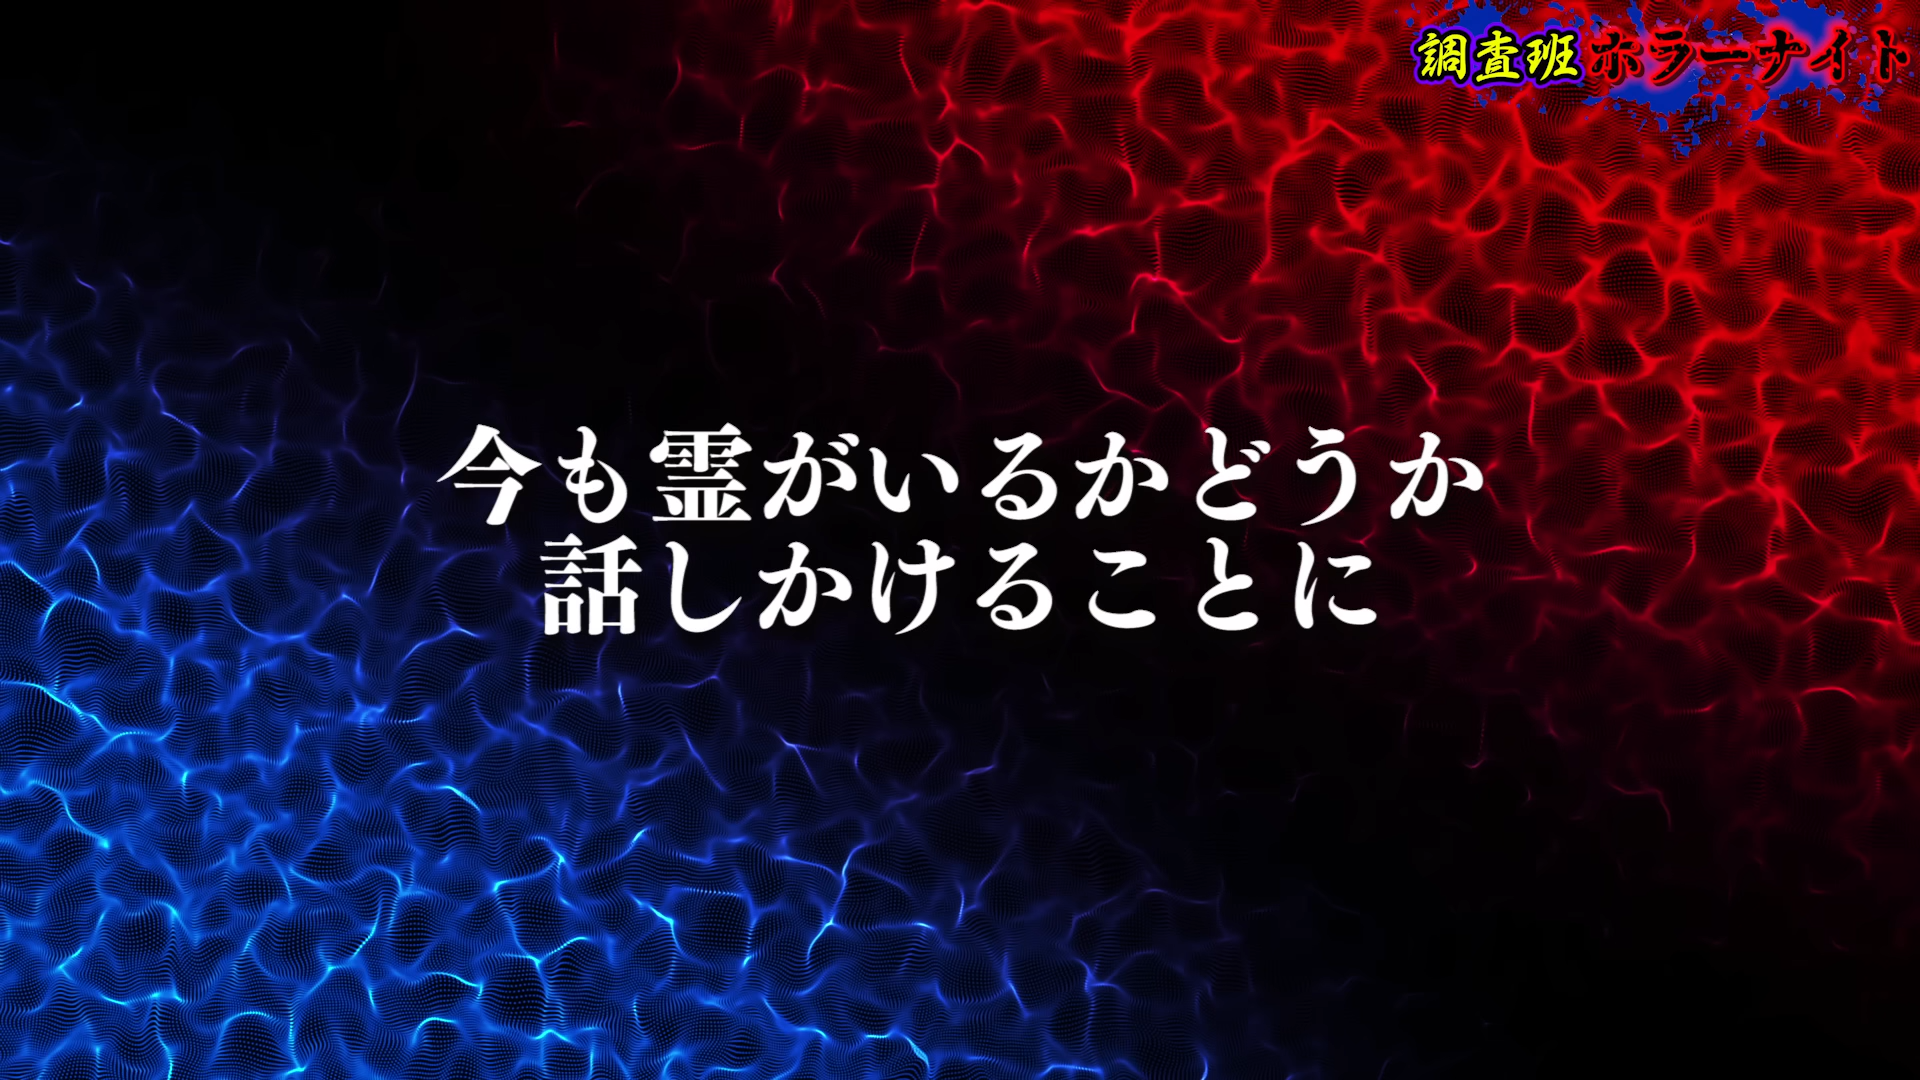 調査班ホラーナイト
今も霊がいるかどうか
話しかけることに